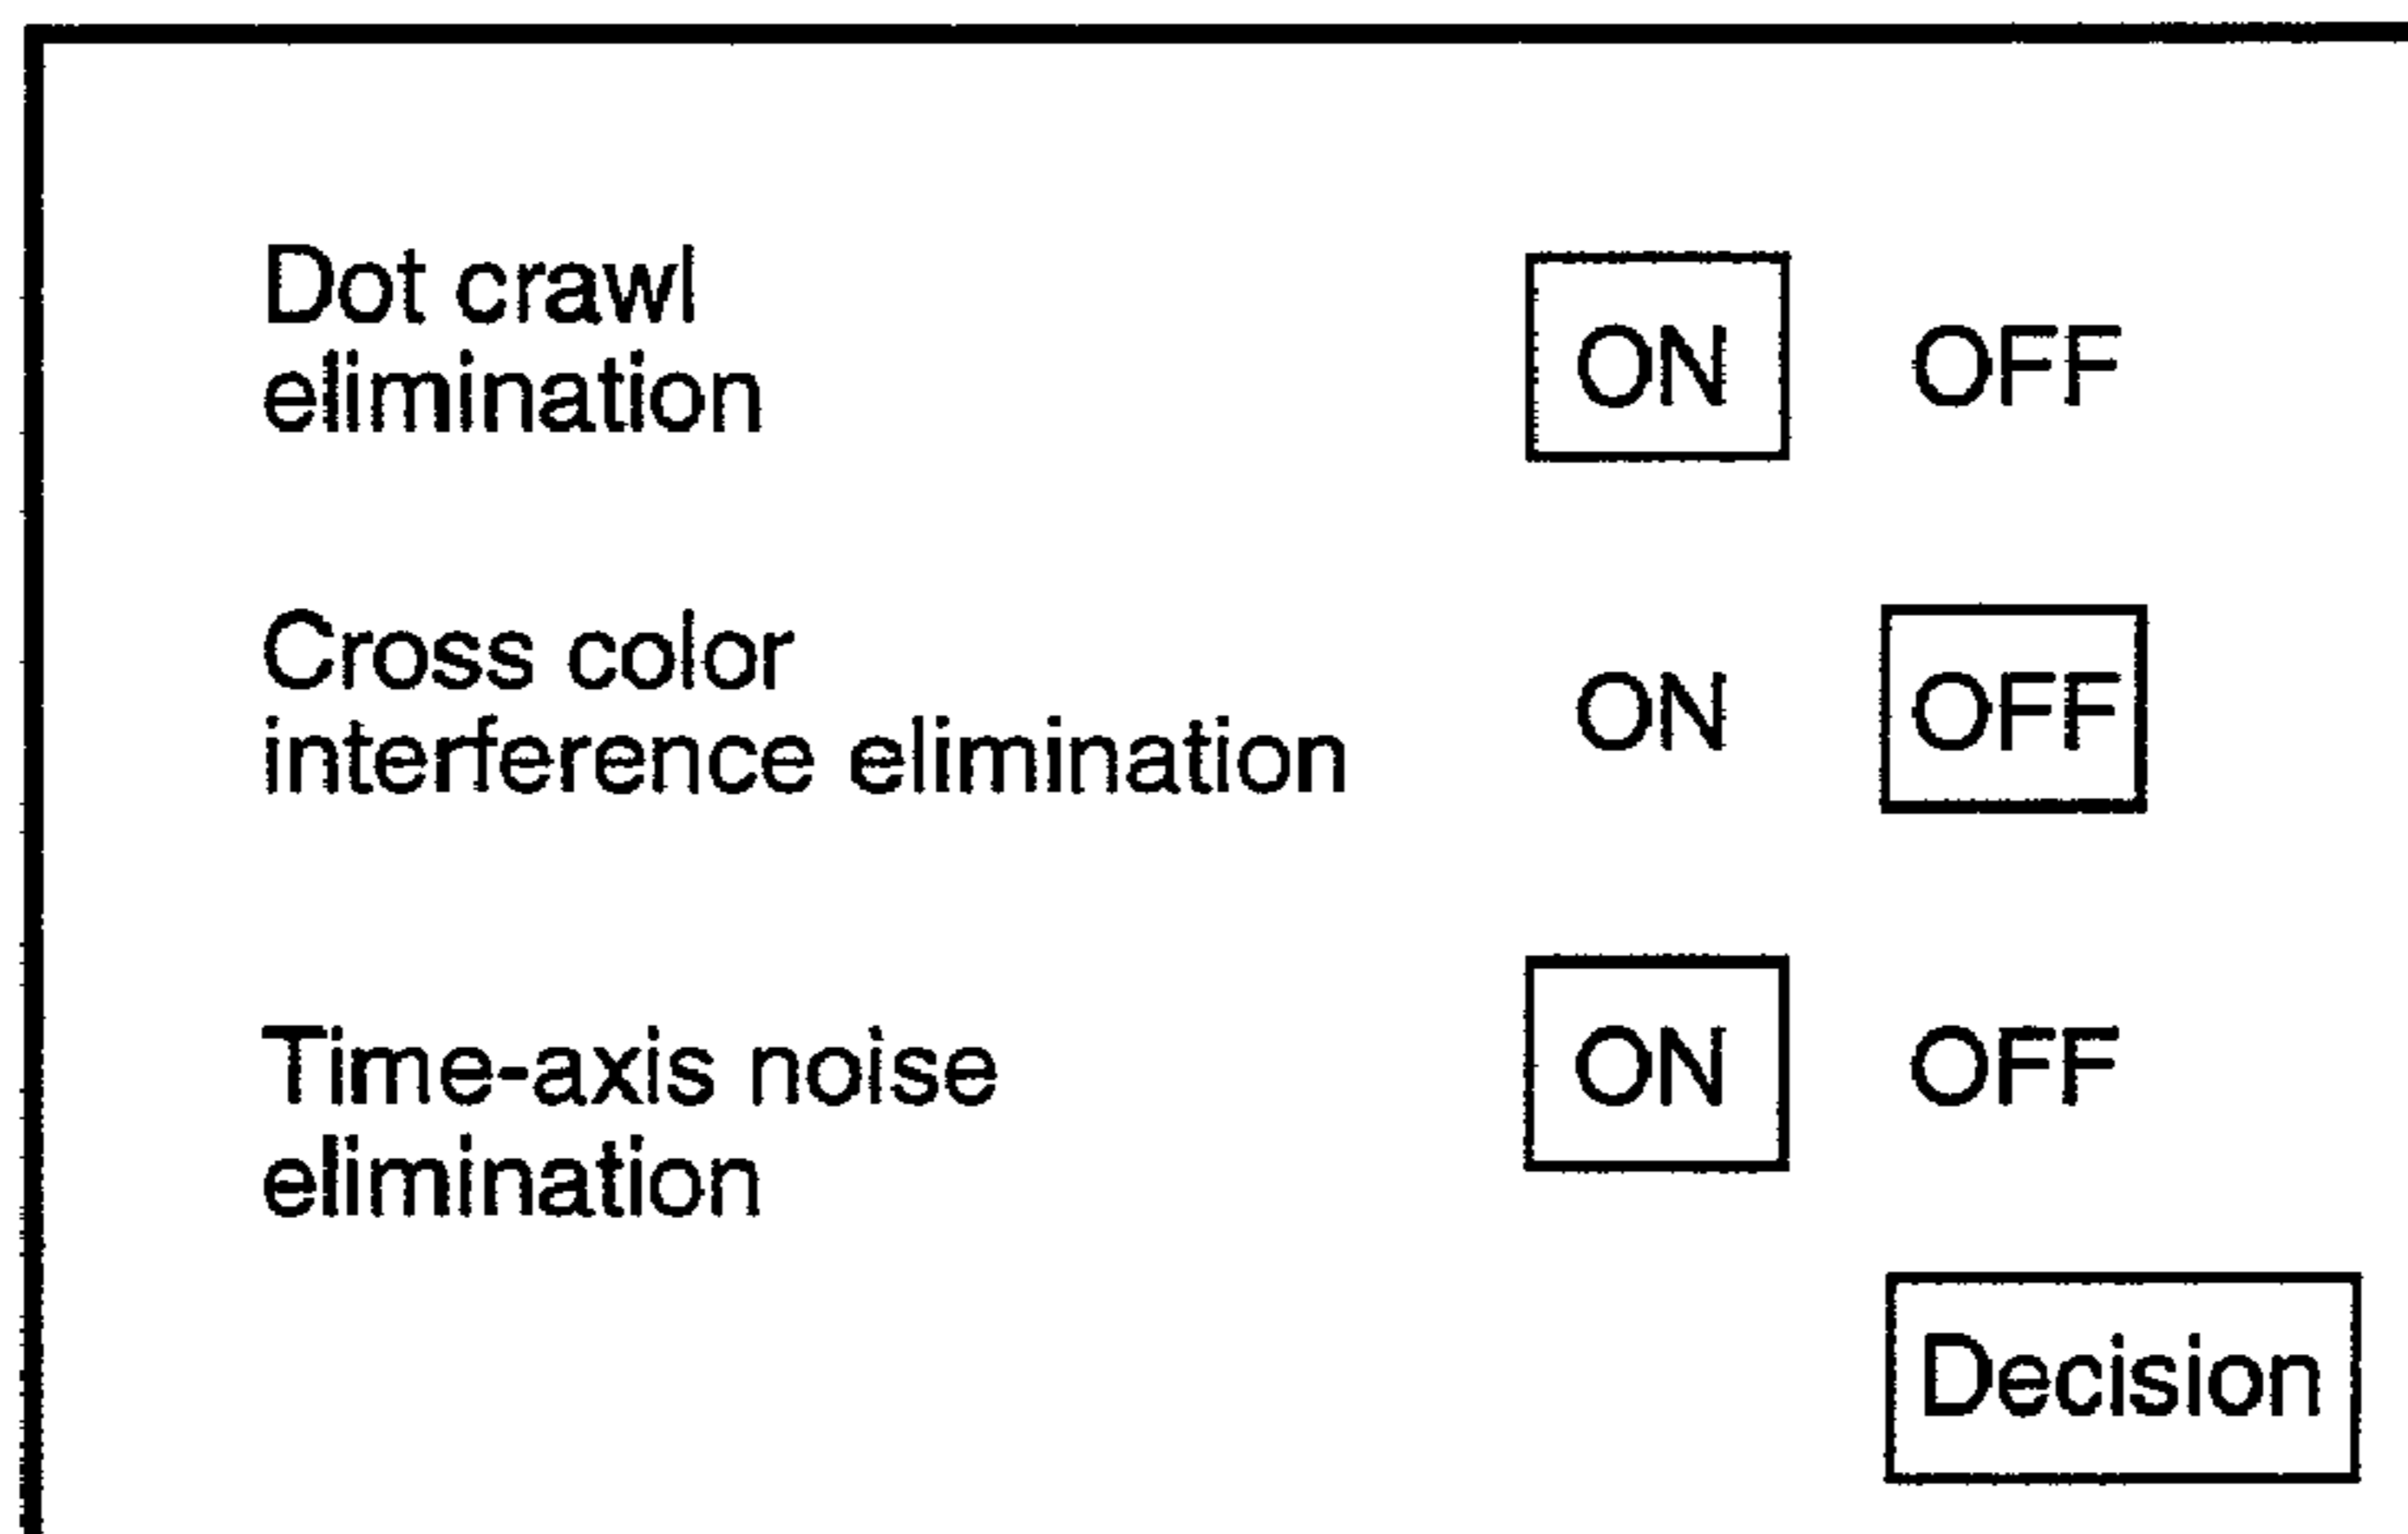 Dot crawl
elimination
ON OFF
Cross color
interference elimination
ON OFF
Time-axis noise
elimination
ON OFF
Decision